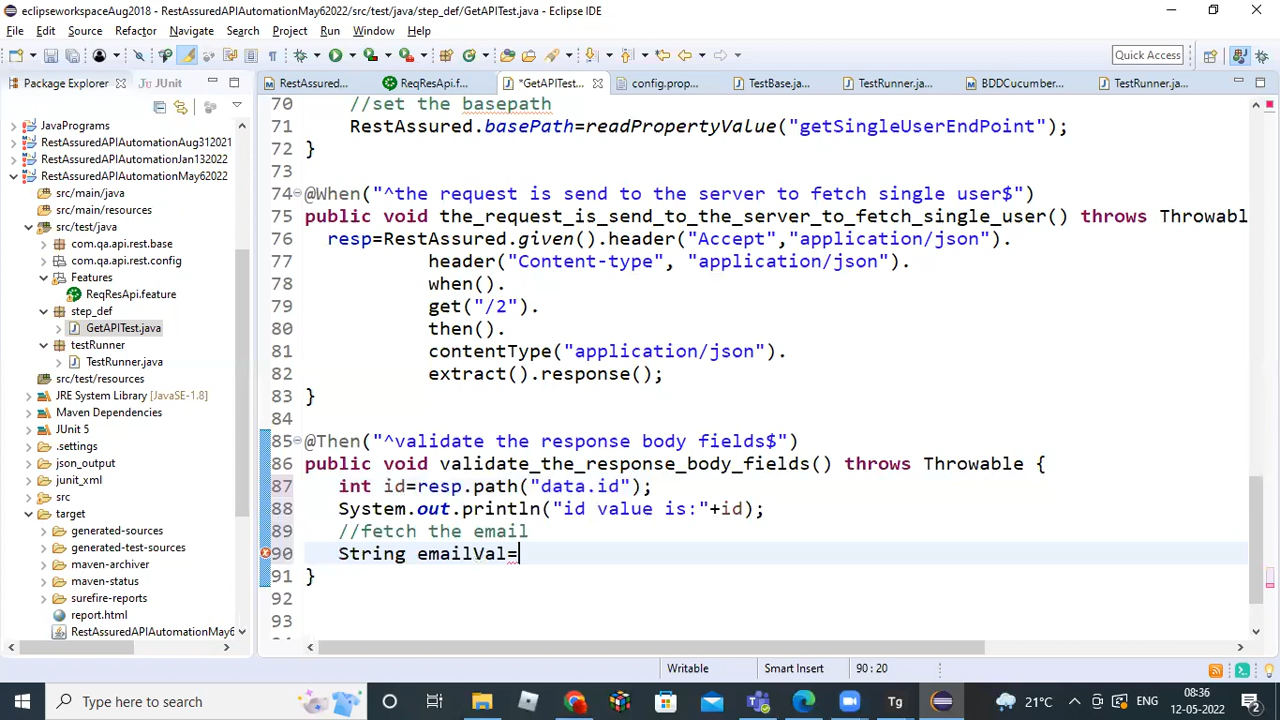 eclipseworkspaceAug2018 - RestAssuredAPIAutomationMay62022/src/test/java/step_def/GetAPITest.java - Eclipse IDE
File Edit Source Refactor Navigate Search Project Run Window Help
Quick Access
Package Explorer JUnit
RestAssured... ReqResApi.f... *GetAPITest... config.prop... TestBase.ja... TestRunner.ja... BDDCucumber... TestRunner.ja...
JavaPrograms
RestAssuredAPIAutomationAug312021
RestAssuredAPIAutomationJan132022
RestAssuredAPIAutomationMay62022
src/main/java
src/main/resources
src/test/java
com.qa.api.rest.base
com.qa.api.rest.config
Features
ReqResApi.feature
step_def
GetAPITest.java
testRunner
TestRunner.java
src/test/resources
JRE System Library [JavaSE-1.8]
Maven Dependencies
JUnit 5
.settings
json_output
junit_xml
src
target
generated-sources
generated-test-sources
maven-archiver
maven-status
surefire-reports
report.html
RestAssuredAPIAutomationMay6
70 //set the basepath
71 RestAssured.basePath=readPropertyValue("getSingleUserEndPoint");
72 }
73
74 @When("^the request is send to the server to fetch single user$")
75 public void the_request_is_send_to_the_server_to_fetch_single_user() throws Throwabl
76 resp=RestAssured.given().header("Accept","application/json").
77 header("Content-type", "application/json").
78 when().
79 get("/2").
80 then().
81 contentType("application/json").
82 extract().response();
83 }
84
85 @Then("^validate the response body fields$")
86 public void validate_the_response_body_fields() throws Throwable {
87 int id=resp.path("data.id");
88 System.out.println("id value is:"+id);
89 //fetch the email
90 String emailVal=
91 }
92
93
Writable Smart Insert 90 : 20
Type here to search
Tg
21°C ENG 08:36
12-05-2022
2